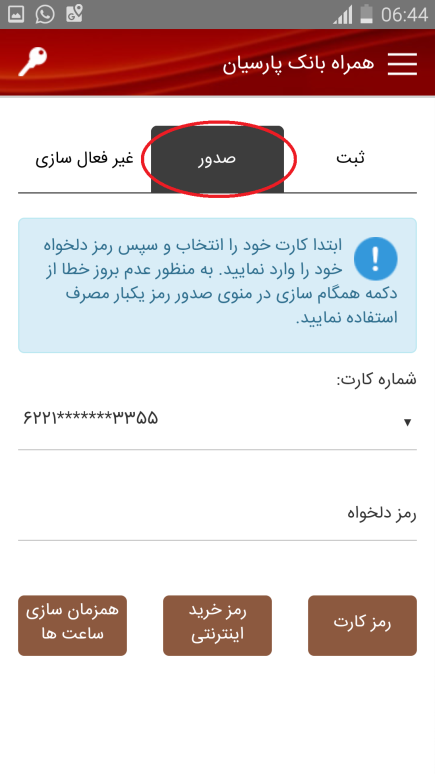 06:44
همراه بانک پارسیان
ثبت
صدور
غیر فعال سازی
ابتدا کارت خود را انتخاب و سپس رمز دلخواه
خود را وارد نمایید. به منظور عدم بروز خطا از
دکمه همگام سازی در منوی صدور رمز یکبار مصرف
استفاده نمایید.
شماره کارت:
۶۲۲۱*******۳۳۵۵
رمز دلخواه
رمز کارت
رمز خرید
اینترنتی
همزمان سازی
ساعت ها